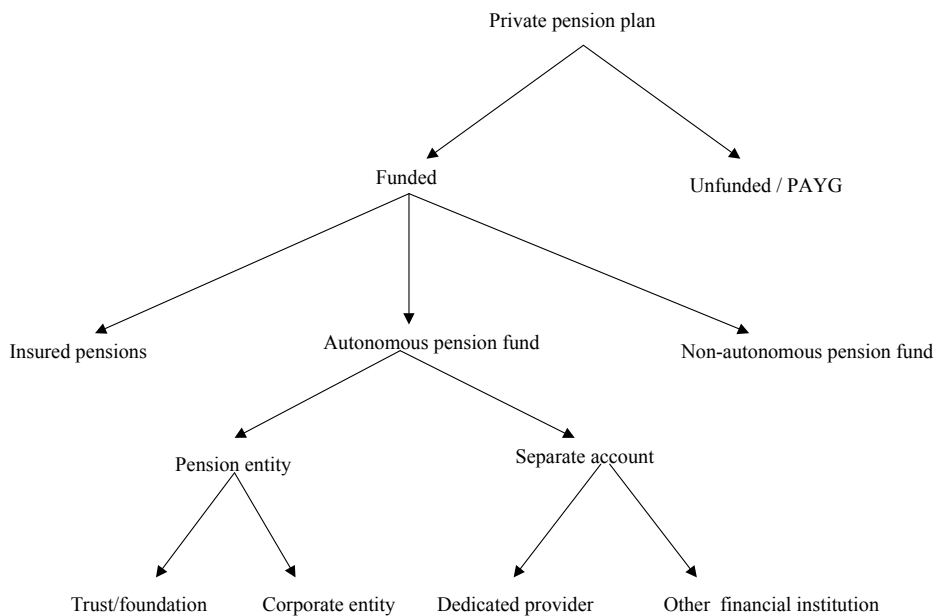 Private pension plan
Funded
Unfunded / PAYG
Insured pensions
Autonomous pension fund
Non-autonomous pension fund
Pension entity
Separate account
Trust/foundation
Corporate entity
Dedicated provider
Other financial institution